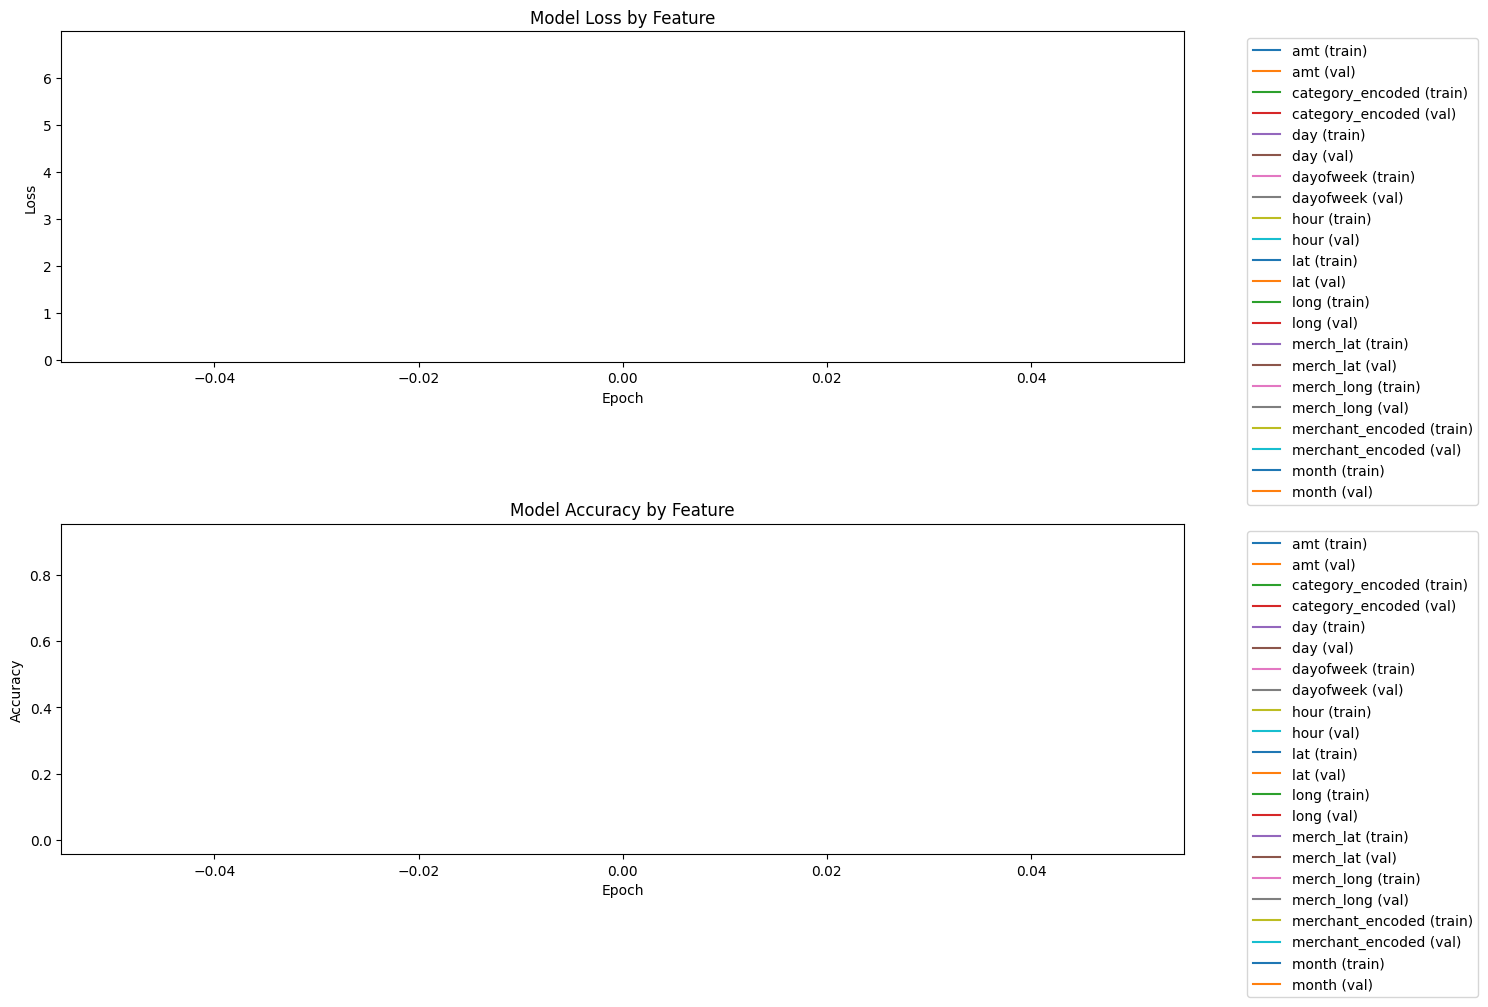 Model Loss by Feature
6
5
4
3
2
1
0
Loss
−0.04 −0.02 0.00 0.02 0.04
Epoch
amt (train)
amt (val)
category_encoded (train)
category_encoded (val)
day (train)
day (val)
dayofweek (train)
dayofweek (val)
hour (train)
hour (val)
lat (train)
lat (val)
long (train)
long (val)
merch_lat (train)
merch_lat (val)
merch_long (train)
merch_long (val)
merchant_encoded (train)
merchant_encoded (val)
month (train)
month (val)
Model Accuracy by Feature
0.8
0.6
0.4
0.2
0.0
Accuracy
−0.04 −0.02 0.00 0.02 0.04
Epoch
amt (train)
amt (val)
category_encoded (train)
category_encoded (val)
day (train)
day (val)
dayofweek (train)
dayofweek (val)
hour (train)
hour (val)
lat (train)
lat (val)
long (train)
long (val)
merch_lat (train)
merch_lat (val)
merch_long (train)
merch_long (val)
merchant_encoded (train)
merchant_encoded (val)
month (train)
month (val)